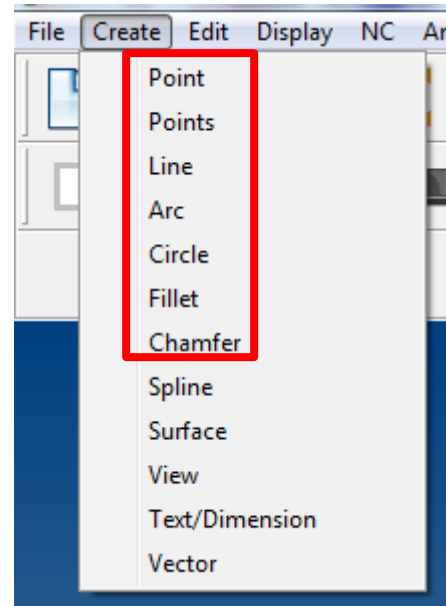 File Create Edit Display NC
Point
Points
Line
Arc
Circle
Fillet
Chamfer
Spline
Surface
View
Text/Dimension
Vector